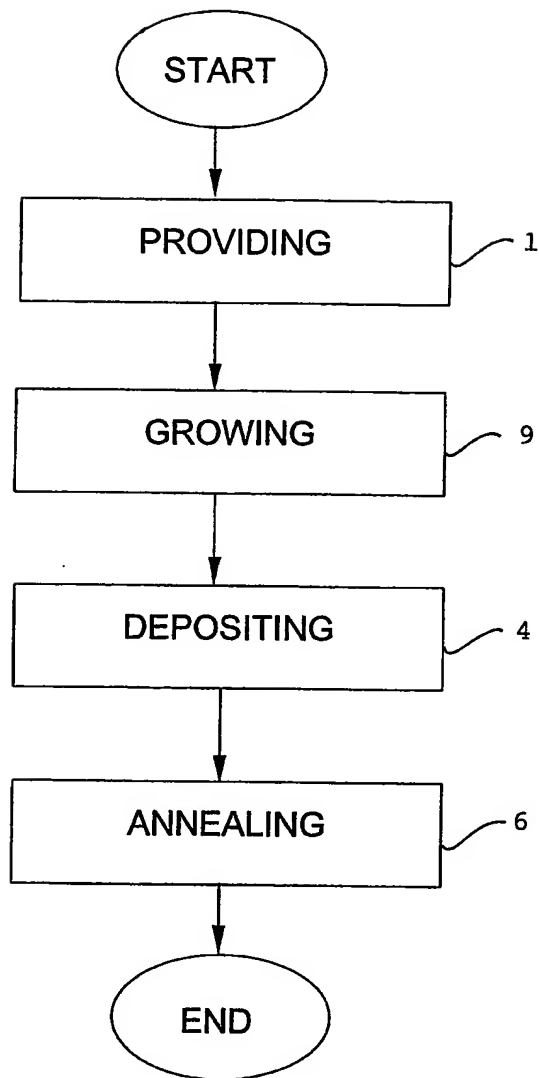 START
PROVIDING
1
GROWING
9
DEPOSITING
4
ANNEALING
6
END